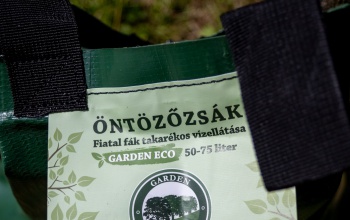 ÖNTÖZŐZSÁK
Fiatal fák takarékos vízellátása
GARDEN ECO 50-75 liter
GARDEN